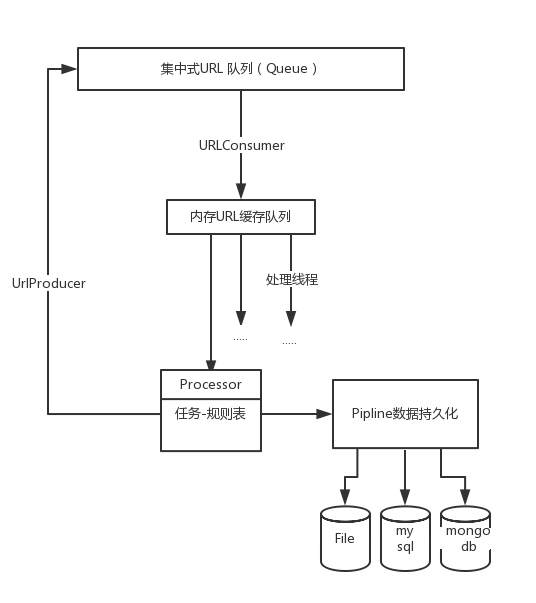 集中式URL 队列（Queue）
URLConsumer
内存URL缓存队列
UrlProducer
处理线程
.....
.....
Processor
任务-规则表
Pipline数据持久化
File
my
sql
mongo
db